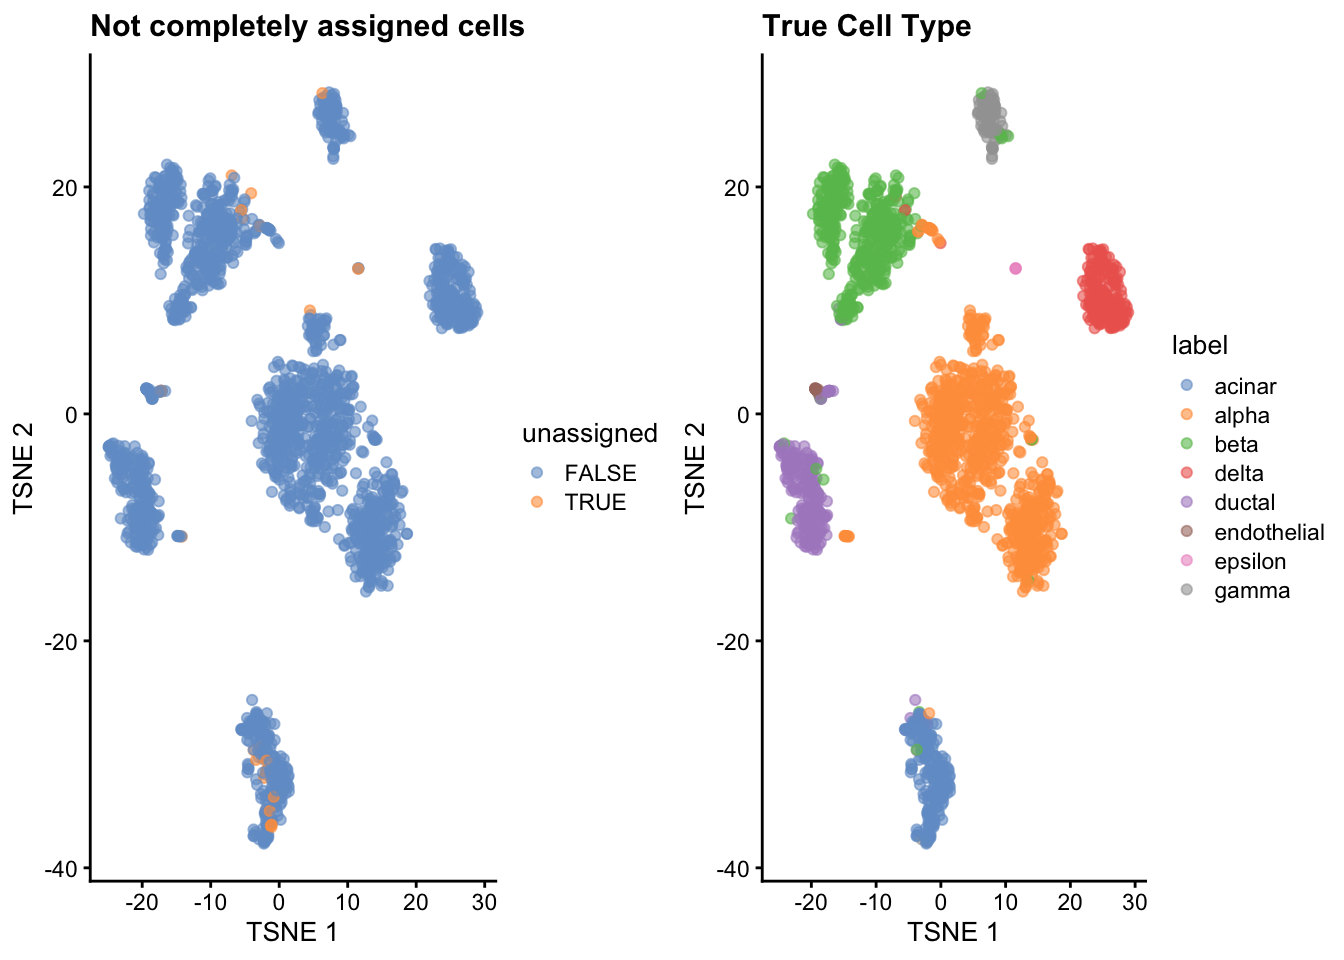 Not completely assigned cells
TSNE 2
20
0
-20
-40
-20
-10
0
10
20
30
TSNE 1
unassigned
FALSE
TRUE
True Cell Type
TSNE 2
20
0
-20
-40
-20
-10
0
10
20
30
TSNE 1
label
acinar
alpha
beta
delta
ductal
endothelial
epsilon
gamma